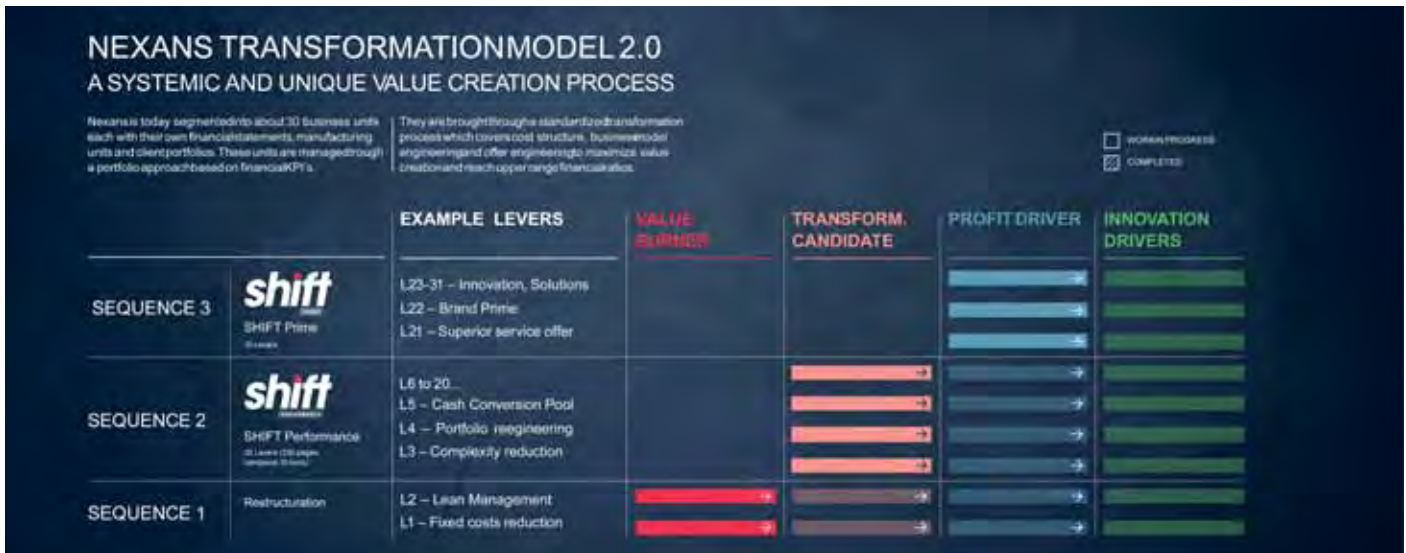 NEXANS TRANSFORMATIONMODEL 2.0
A SYSTEMIC AND UNIQUE VALUE CREATION PROCESS
Nexans is today segmented into about 30 business units
each with their own financial statements, manufacturing
units and client portfolios. These units are managed trough
a portfolio approach based on financial KPI's.
They are brought through a standardized transformation
process which covers cost structure, business model
engineering and offer engineering to maximize value
creation and reach upper range financial ratios.
WORK IN PROGRESS
COMPLETED
EXAMPLE LEVERS
VALUE
BURNER
TRANSFORM.
CANDIDATE
PROFIT DRIVER
INNOVATION
DRIVERS
SEQUENCE 3
shift
SHIFT Prime
L23-31 – Innovation, Solutions
L22 – Brand Prime
L21 – Superior service offer
SEQUENCE 2
shift
SHIFT Performance
L6 to 20...
L5 – Cash Conversion Pool
L4 – Portfolio reegineering
L3 – Complexity reduction
SEQUENCE 1
Restructuration
L2 – Lean Management
L1 – Fixed costs reduction